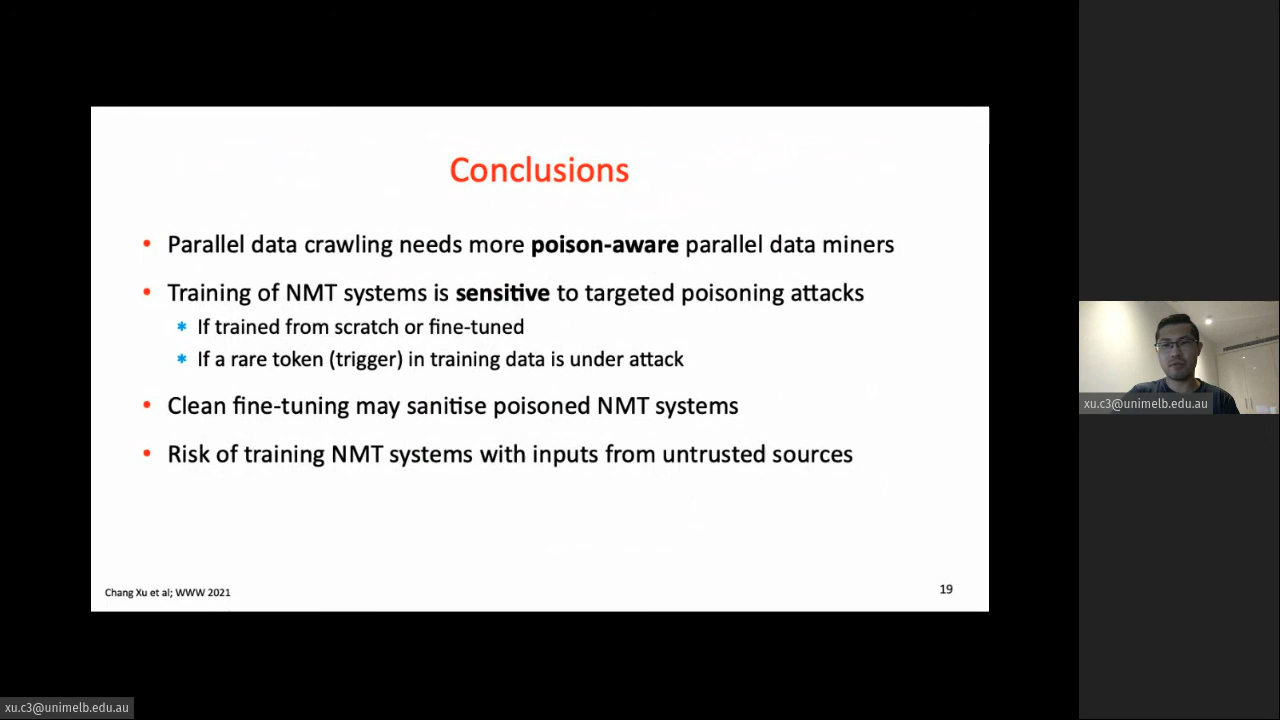 Conclusions
• Parallel data crawling needs more poison-aware parallel data miners
• Training of NMT systems is sensitive to targeted poisoning attacks
* If trained from scratch or fine-tuned
* If a rare token (trigger) in training data is under attack
• Clean fine-tuning may sanitise poisoned NMT systems
• Risk of training NMT systems with inputs from untrusted sources
Chang Xu et al; WWW 2021
19
xu.c3@unimelb.edu.au
xu.c3@unimelb.edu.au